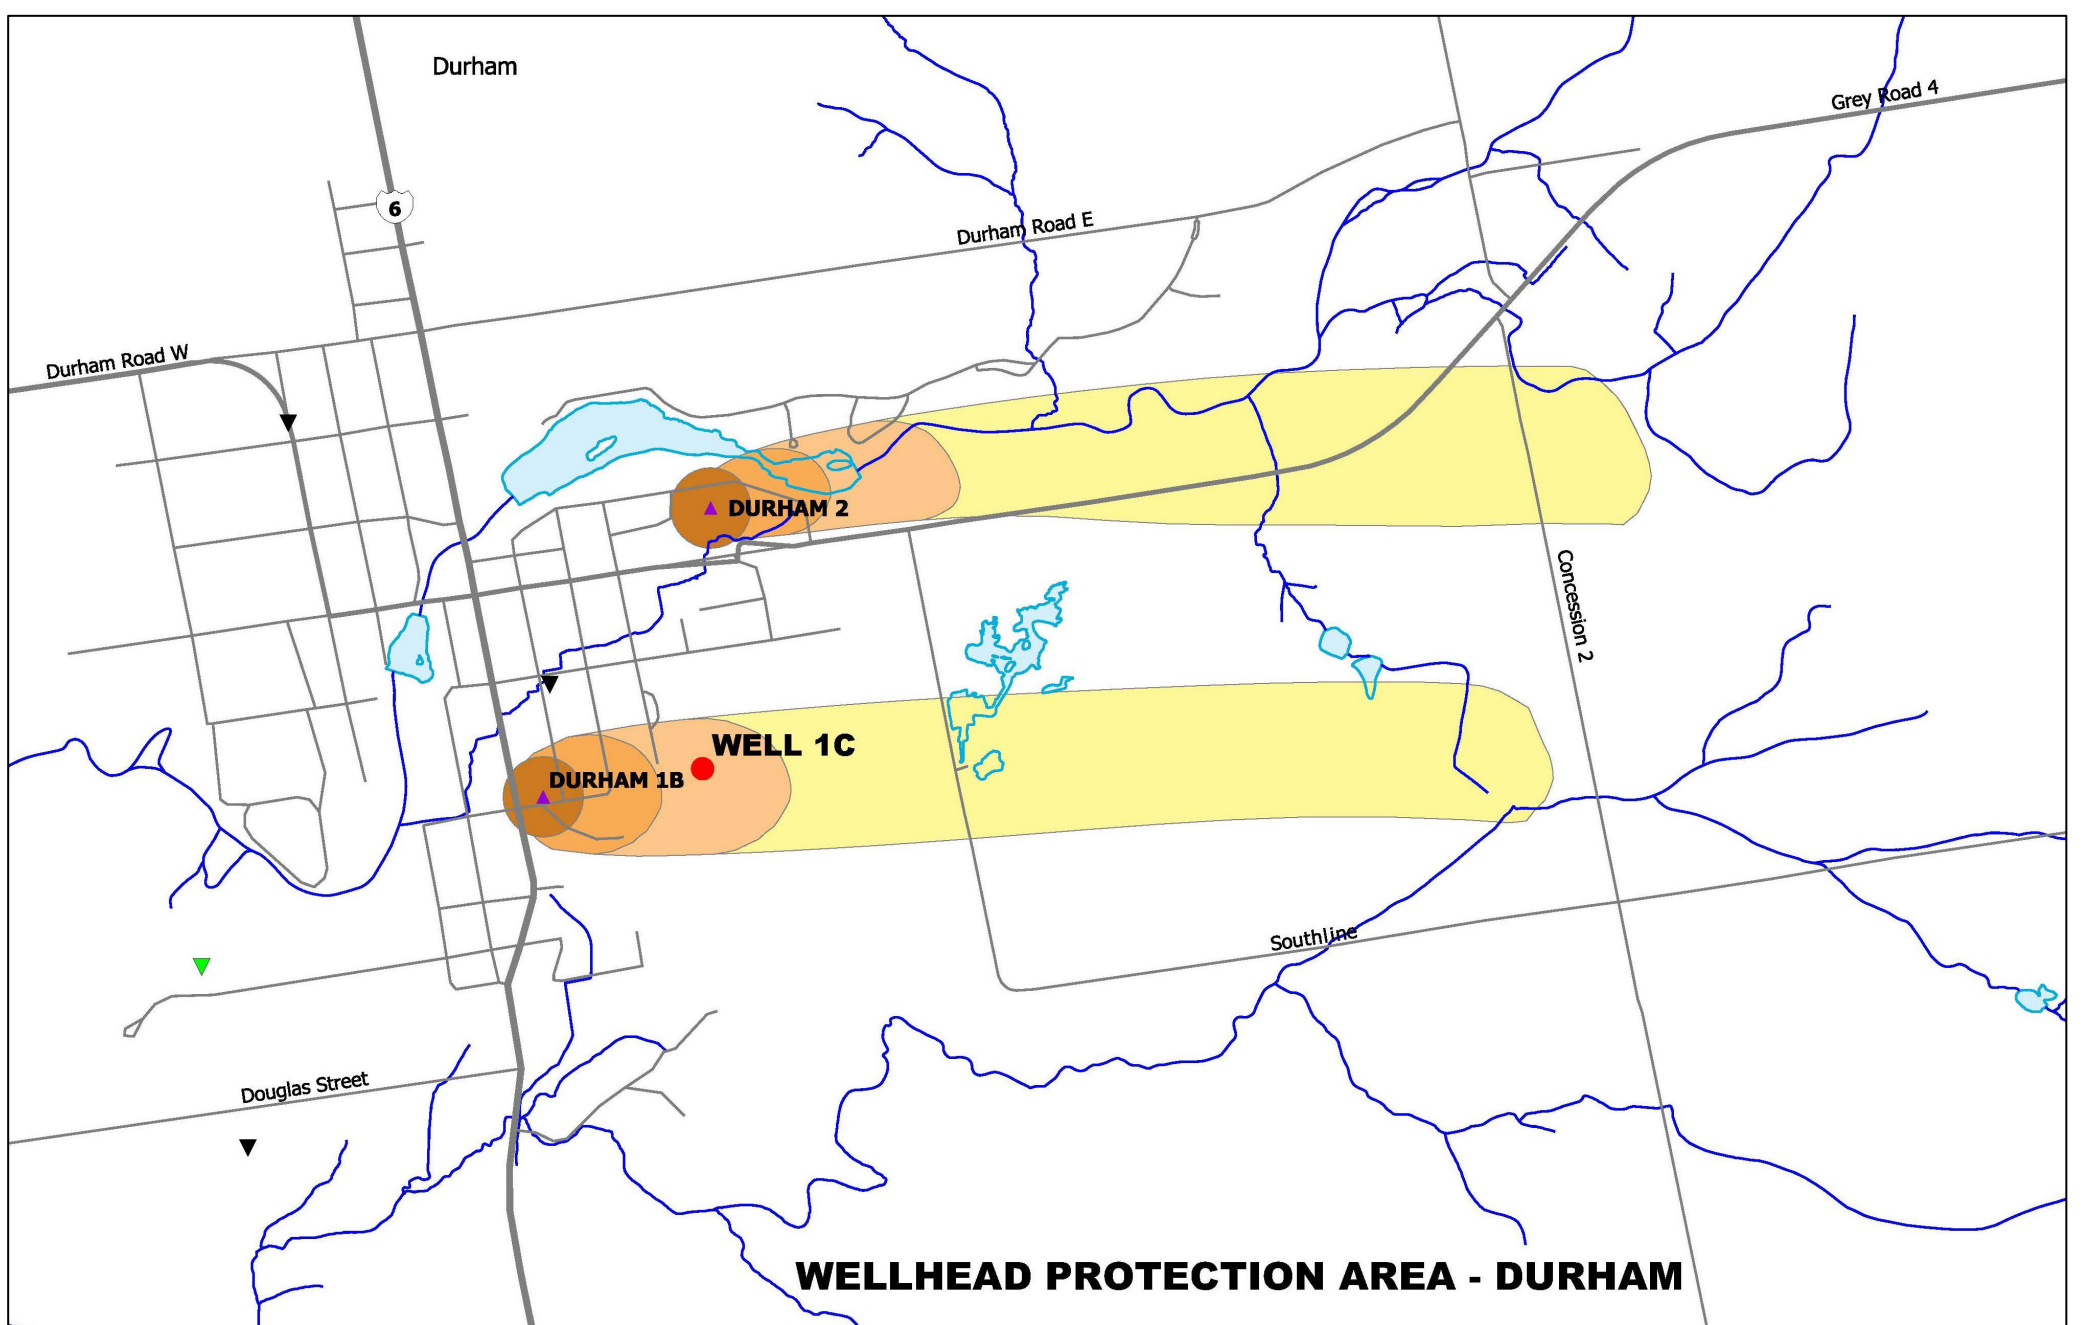 Durham
Grey Road 4
6
Durham Road E
Durham Road W
DURHAM 2
Concession 2
WELL 1C
DURHAM 1B
Southline
Douglas Street
WELLHEAD PROTECTION AREA - DURHAM